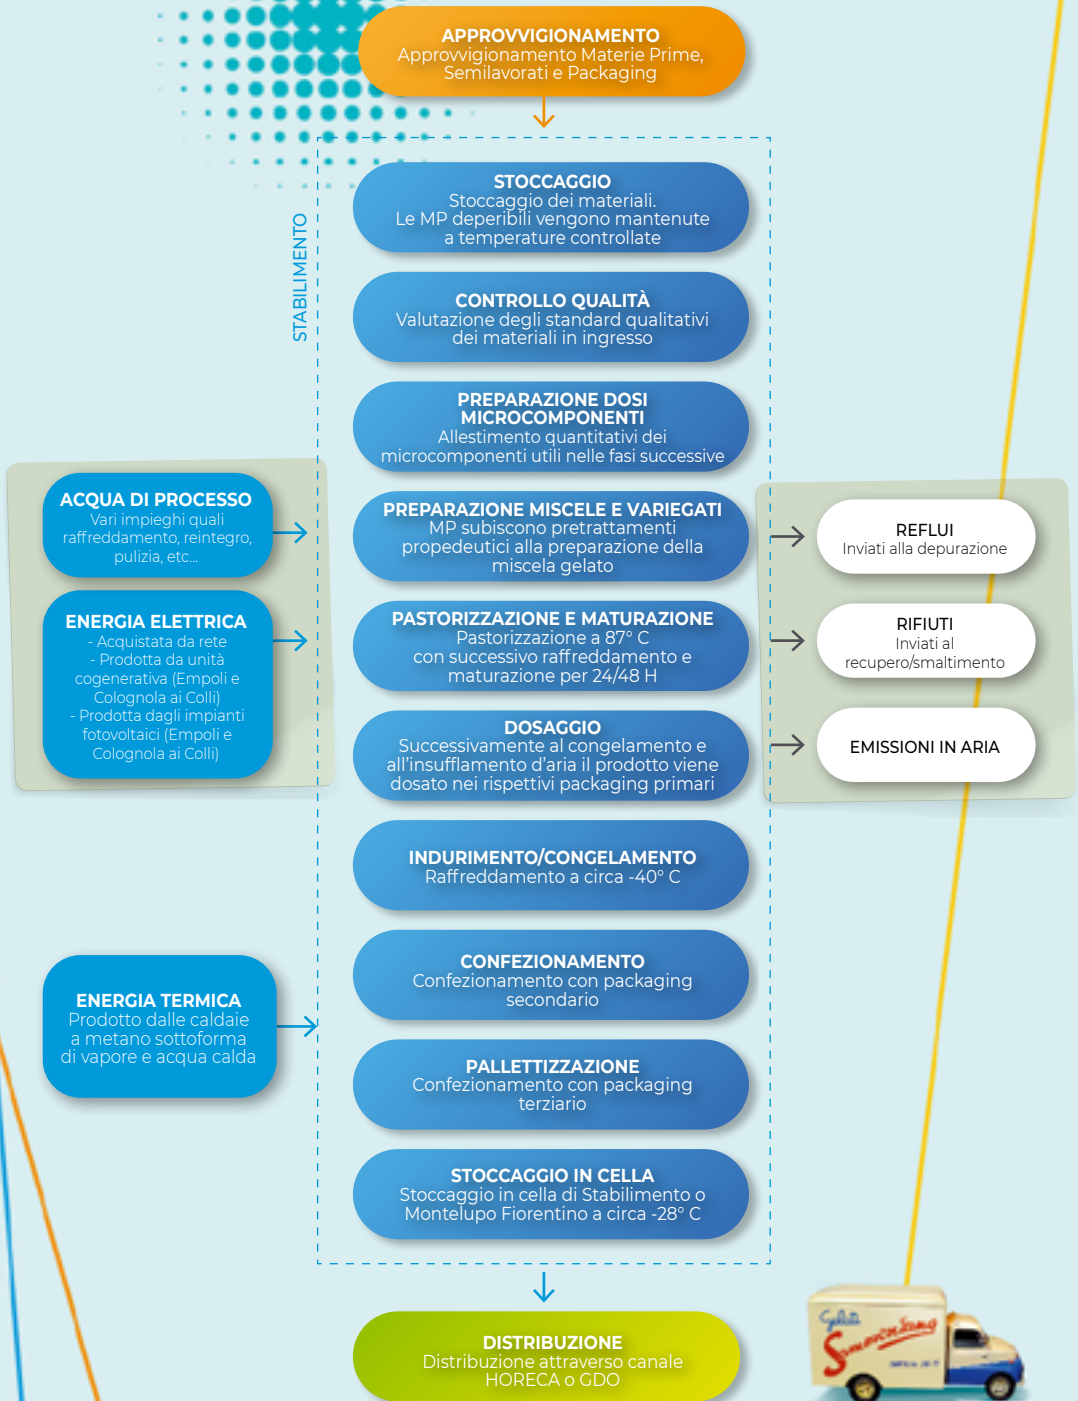 APPROVVIGIONAMENTO
Approvvigionamento Materie Prime,
Semilavorati e Packaging
STABILIMENTO
STOCCAGGIO
Stoccaggio dei materiali.
Le MP deperibili vengono mantenute
a temperature controllate
CONTROLLO QUALITÀ
Valutazione degli standard qualitativi
dei materiali in ingresso
PREPARAZIONE DOSI
MICROCOMPONENTI
Allestimento quantitativi dei
microcomponenti utili nelle fasi successive
ACQUA DI PROCESSO
Vari impieghi quali
raffreddamento, reintegro,
pulizia, etc...
PREPARAZIONE MISCELE E VARIEGATI
MP subiscono pretrattamenti
propedeutici alla preparazione della
miscela gelato
REFLUI
Inviati alla depurazione
ENERGIA ELETTRICA
- Acquistata da rete
- Prodotta da unità
cogenerativa (Empoli e
Colognola ai Colli)
- Prodotta dagli impianti
fotovoltaici (Empoli e
Colognola ai Colli)
PASTORIZZAZIONE E MATURAZIONE
Pastorizzazione a 87° C
con successivo raffreddamento e
maturazione per 24/48 H
RIFIUTI
Inviati al
recupero/smaltimento
DOSAGGIO
Successivamente al congelamento e
all'insufflamento d'aria il prodotto viene
dosato nei rispettivi packaging primari
EMISSIONI IN ARIA
INDURIMENTO/CONGELAMENTO
Raffreddamento a circa -40° C
CONFEZIONAMENTO
Confezionamento con packaging
secondario
ENERGIA TERMICA
Prodotto dalle caldaie
a metano sottoforma
di vapore e acqua calda
PALLETTIZZAZIONE
Confezionamento con packaging
terziario
STOCCAGGIO IN CELLA
Stoccaggio in cella di Stabilimento o
Montelupo Fiorentino a circa -28° C
DISTRIBUZIONE
Distribuzione attraverso canale
HORECA o GDO
Gelati
Sammontana